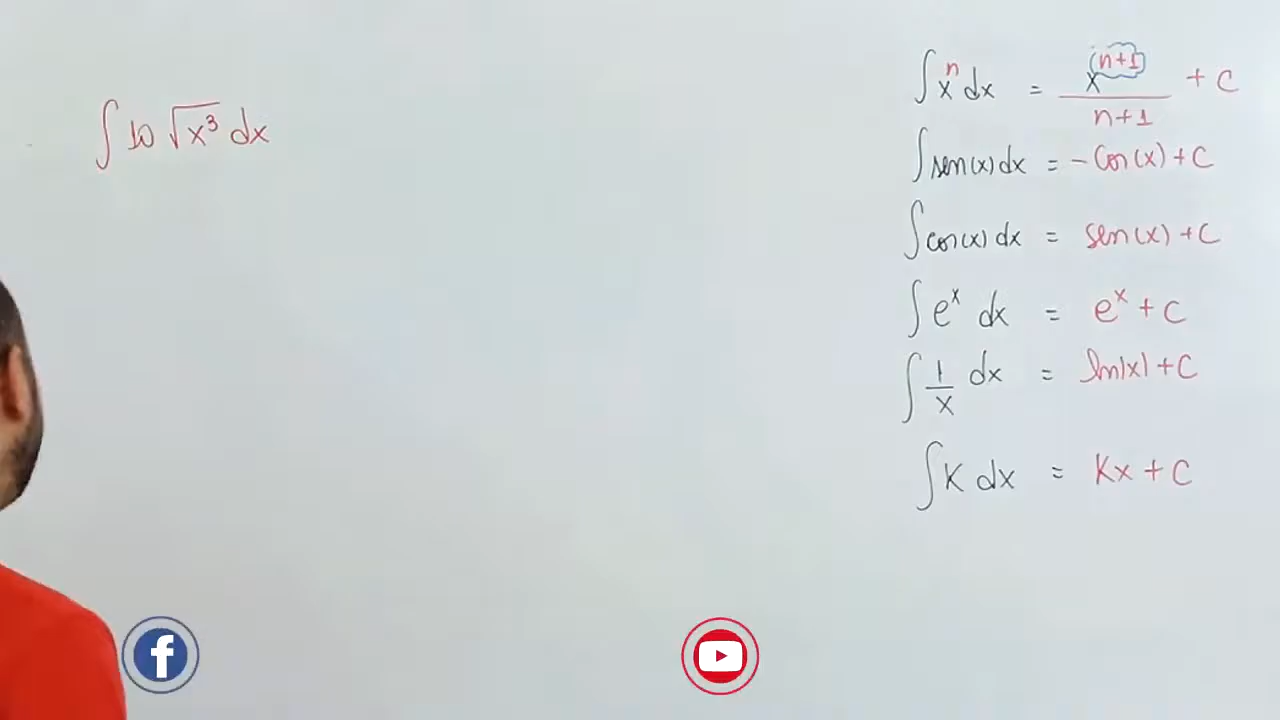 ∫ 10 √x³ dx
∫ xⁿ dx = x⁽ⁿ⁺¹⁾ / n+1 + C
∫ sen(x) dx = - Cos(x) + C
∫ cos(x) dx = sen(x) + C
∫ eˣ dx = eˣ + C
∫ 1/x dx = ln|x| + C
∫ K dx = Kx + C
f